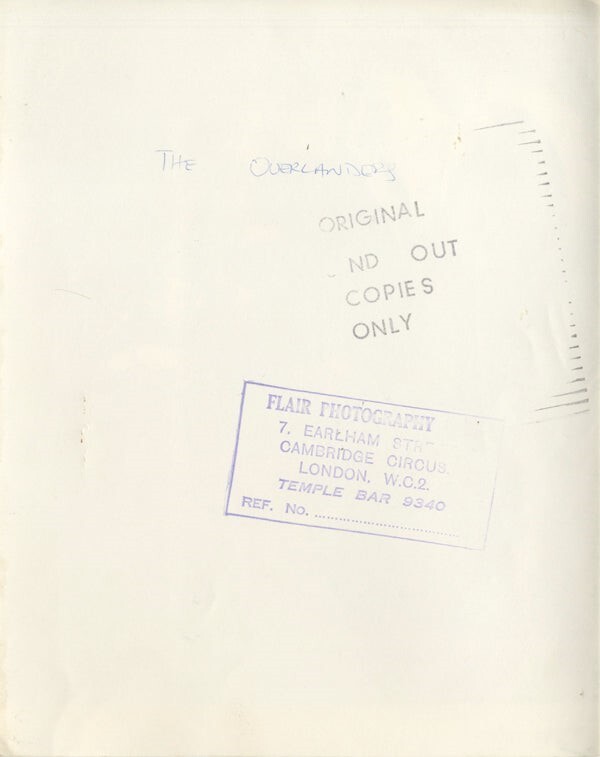 THE OVERLANDERS
ORIGINAL
ND OUT
COPIES
ONLY
FLAIR PHOTOGRAPHY
7, EARLHAM STR
CAMBRIDGE CIRCUS,
LONDON, W.C.2.
TEMPLE BAR 9340
REF. No. ....................................